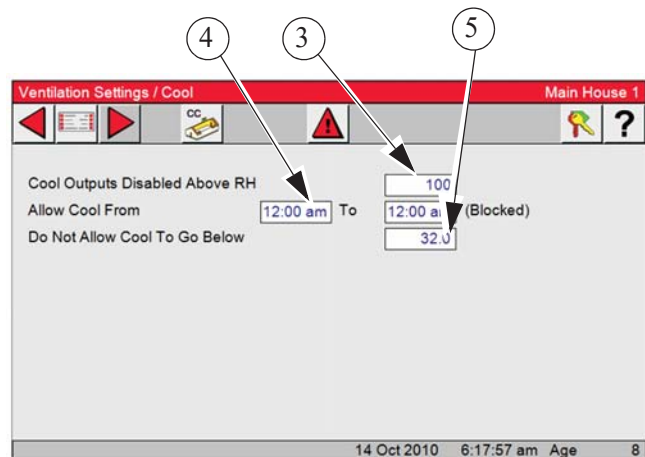 4 3 5
Ventilation Settings / Cool Main House 1
CC ?
Cool Outputs Disabled Above RH 100
Allow Cool From 12:00 am To 12:00 am (Blocked)
Do Not Allow Cool To Go Below 32.0
14 Oct 2010 6:17:57 am Age 8